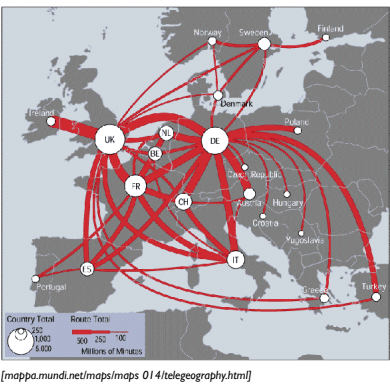 Norway
Sweden
Finland
Denmark
Ireland
UK
NL
DE
Poland
BE
FR
CH
Czech Republic
Austria
Hungary
Croatia
Yugoslavia
IT
ES
Portugal
Greece
Turkey
Country Total
250
1,000
5,000
Route Total
500 250 100
Millions of Minutes
[mappa.mundi.net/maps/maps 014/telegeography.html]